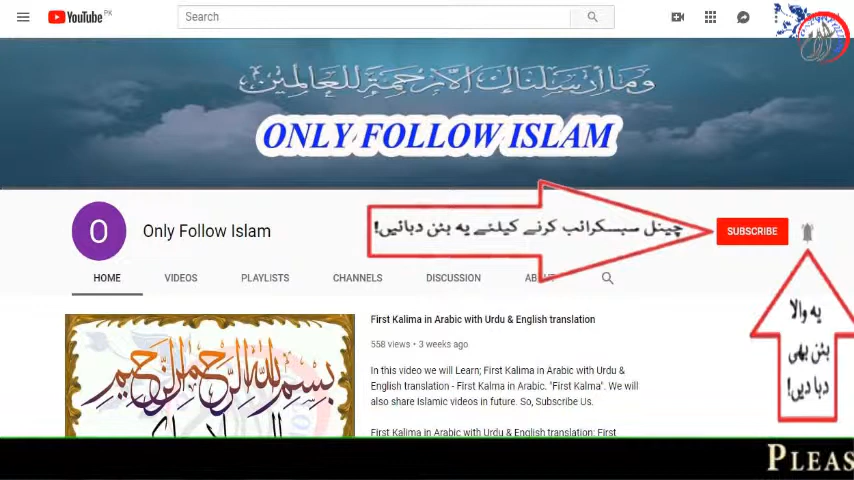 YouTube PK
Search
وما أرسلناك إلا رحمة للعالمين
ONLY FOLLOW ISLAM
O
Only Follow Islam
چینل سبسکرائب کرنے کیلئے یہ بٹن دبائیں!
SUBSCRIBE
HOME
VIDEOS
PLAYLISTS
CHANNELS
DISCUSSION
یہ والا
بٹن بھی
دبا دیں!
بسم الله الرحمن الرحيم
First Kalima in Arabic with Urdu & English translation
558 views • 3 weeks ago
In this video we will Learn; First Kalima in Arabic with Urdu &
English translation - First Kalma in Arabic. "First Kalma". We will
also share Islamic videos in future. So, Subscribe Us.
First Kalima in Arabic with Urdu & English translation; First
PLEAS